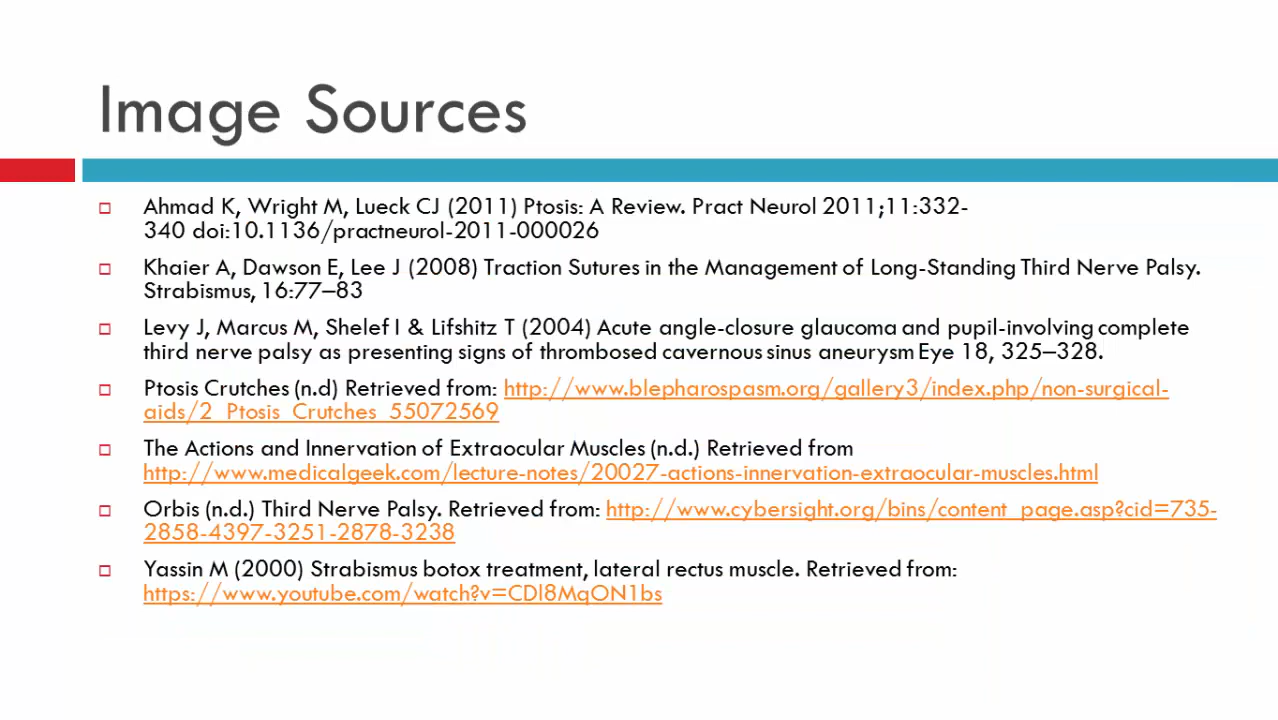 Image Sources
Ahmad K, Wright M, Lueck CJ (2011) Ptosis: A Review. Pract Neurol 2011;11:332-
340 doi:10.1136/practneurol-2011-000026
Khaier A, Dawson E, Lee J (2008) Traction Sutures in the Management of Long-Standing Third Nerve Palsy.
Strabismus, 16:77–83
Levy J, Marcus M, Shelef I & Lifshitz T (2004) Acute angle-closure glaucoma and pupil-involving complete
third nerve palsy as presenting signs of thrombosed cavernous sinus aneurysm Eye 18, 325–328.
Ptosis Crutches (n.d) Retrieved from: http://www.blepharospasm.org/gallery3/index.php/non-surgical-
aids/2_Ptosis_Crutches_55072569
The Actions and Innervation of Extraocular Muscles (n.d.) Retrieved from
http://www.medicalgeek.com/lecture-notes/20027-actions-innervation-extraocular-muscles.html
Orbis (n.d.) Third Nerve Palsy. Retrieved from: http://www.cybersight.org/bins/content_page.asp?cid=735-
2858-4397-3251-2878-3238
Yassin M (2000) Strabismus botox treatment, lateral rectus muscle. Retrieved from:
https://www.youtube.com/watch?v=CDl8MqON1bs